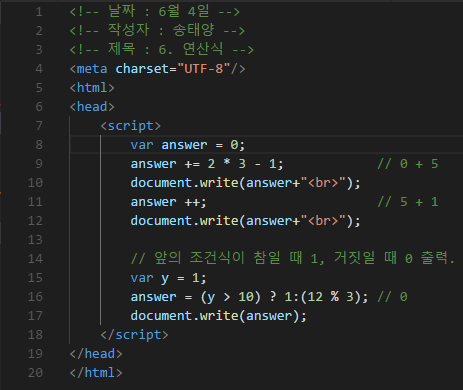 1 <!-- 날짜 : 6월 4일 -->
2 <!-- 작성자 : 송태양 -->
3 <!-- 제목 : 6. 연산식 -->
4 <meta charset="UTF-8"/>
5 <html>
6 <head>
7 <script>
8 var answer = 0;
9 answer += 2 * 3 - 1; // 0 + 5
10 document.write(answer+"<br>");
11 answer ++; // 5 + 1
12 document.write(answer+"<br>");
13
14 // 앞의 조건식이 참일 때 1, 거짓일 때 0 출력.
15 var y = 1;
16 answer = (y > 10) ? 1:(12 % 3); // 0
17 document.write(answer);
18 </script>
19 </head>
20 </html>